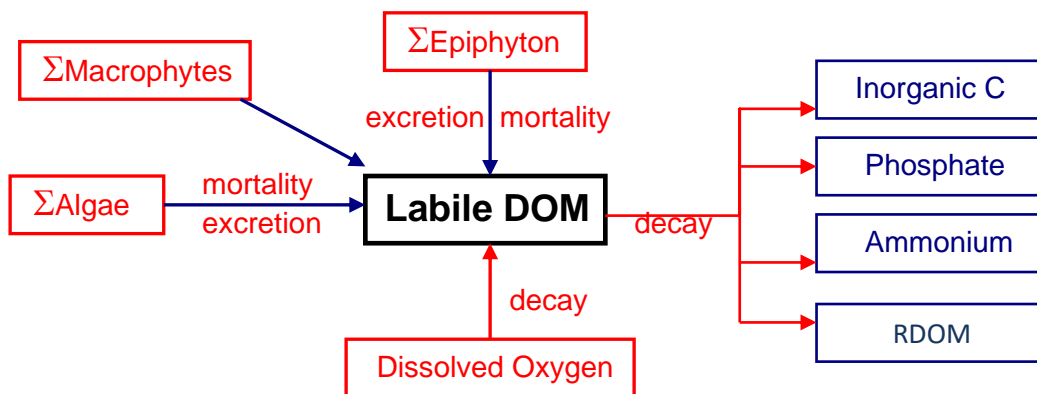 ΣEpiphyton
ΣMacrophytes
Inorganic C
excretion mortality
Phosphate
mortality
ΣAlgae
excretion
Labile DOM
decay
Ammonium
decay
RDOM
Dissolved Oxygen